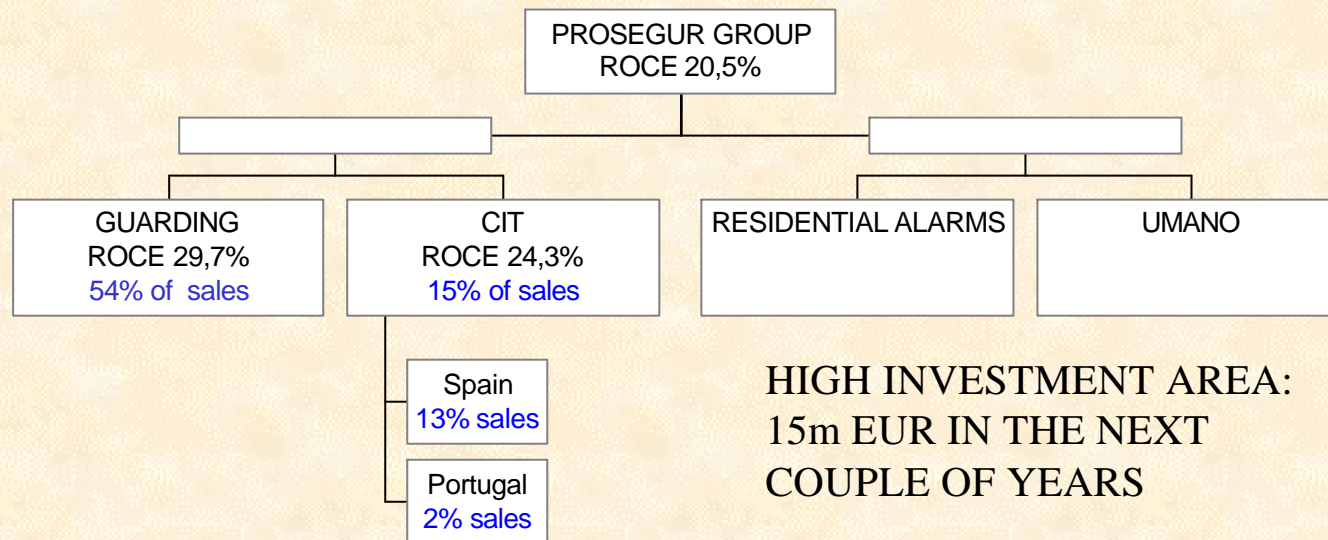 PROSEGUR GROUP
ROCE 20,5%
GUARDING
ROCE 29,7%
54% of sales
CIT
ROCE 24,3%
15% of sales
RESIDENTIAL ALARMS
UMANO
Spain
13% sales
Portugal
2% sales
HIGH INVESTMENT AREA:
15m EUR IN THE NEXT
COUPLE OF YEARS